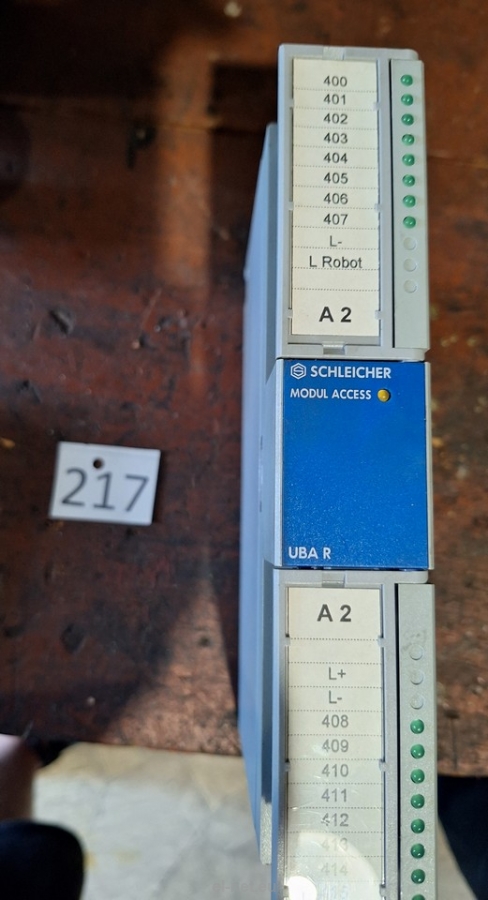 400
401
402
403
404
405
406
407
L-
L Robot
A 2
SCHLEICHER
MODUL ACCESS
UBA R
217
A 2
L+
L-
408
409
410
411
412
413
414